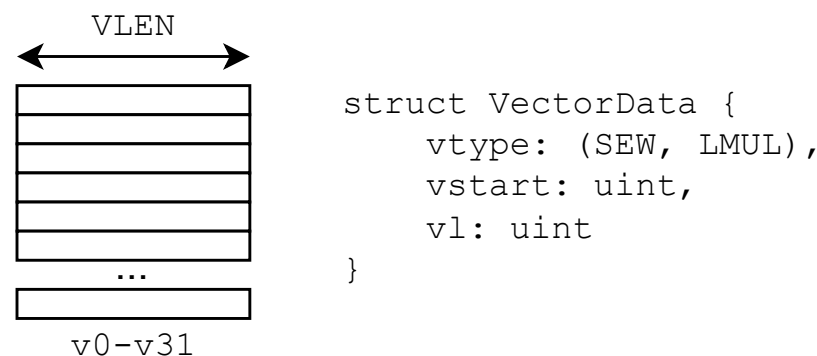 VLEN
...
v0-v31
struct VectorData {
    vtype: (SEW, LMUL),
    vstart: uint,
    vl: uint
}